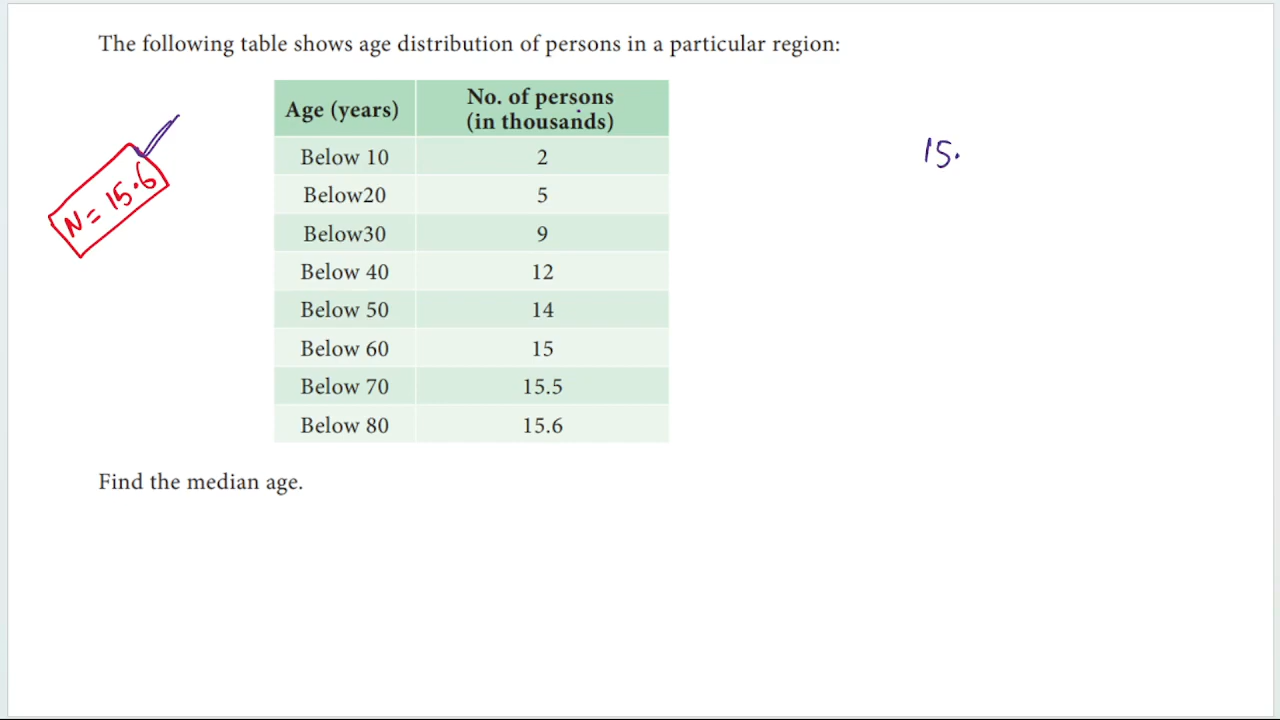 The following table shows age distribution of persons in a particular region:
Age (years) No. of persons (in thousands)
Below 10 2
Below20 5
Below30 9
Below 40 12
Below 50 14
Below 60 15
Below 70 15.5
Below 80 15.6
Find the median age.
N = 15.6
15.